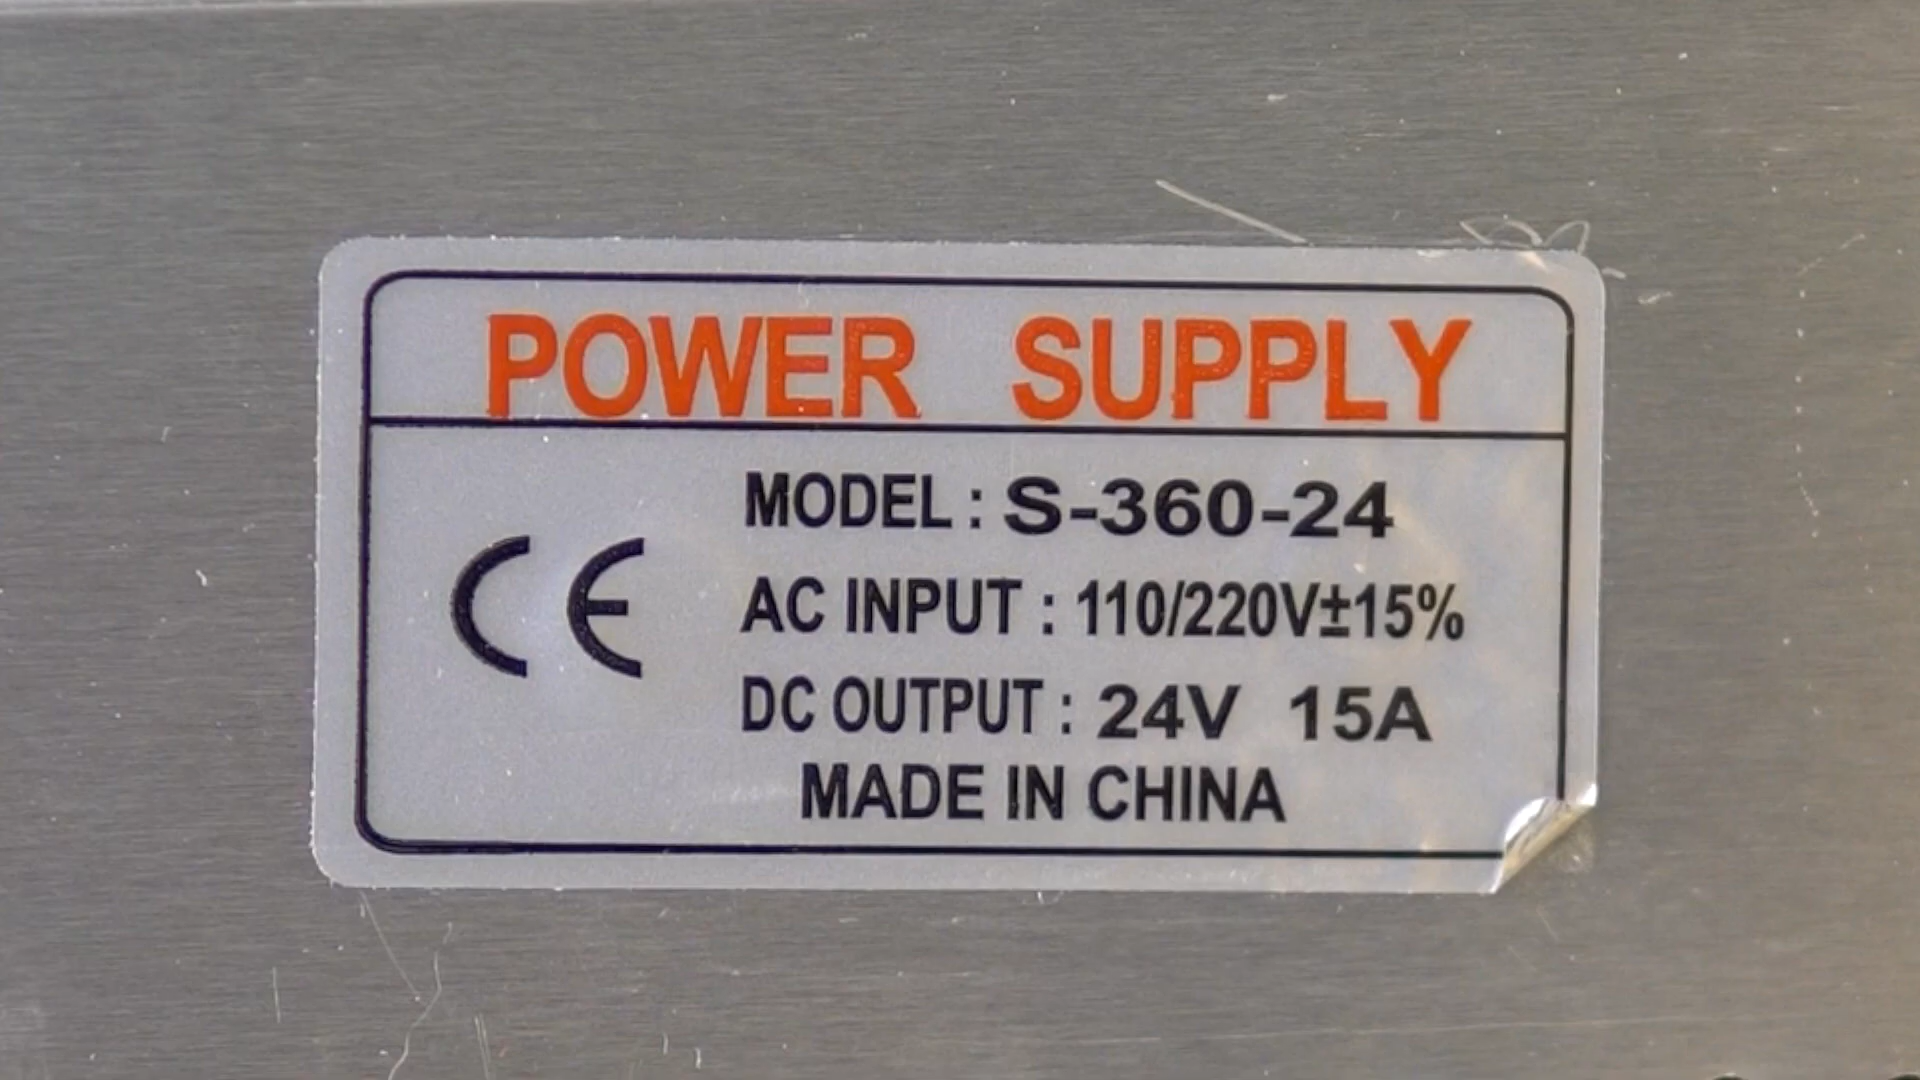 POWER SUPPLY
MODEL : S-360-24
CE
AC INPUT : 110/220V±15%
DC OUTPUT : 24V 15A
MADE IN CHINA